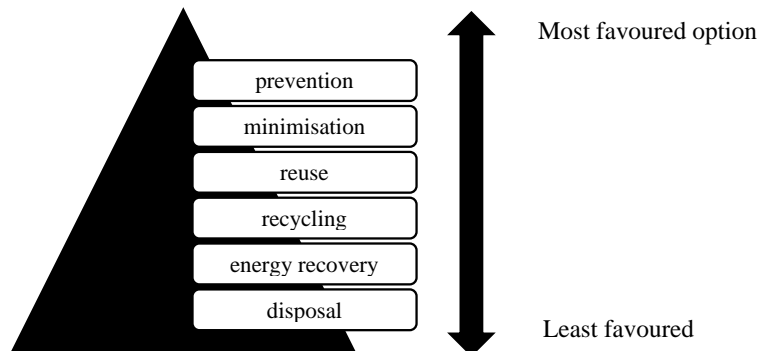 Most favoured option
prevention
minimisation
reuse
recycling
energy recovery
disposal
Least favoured